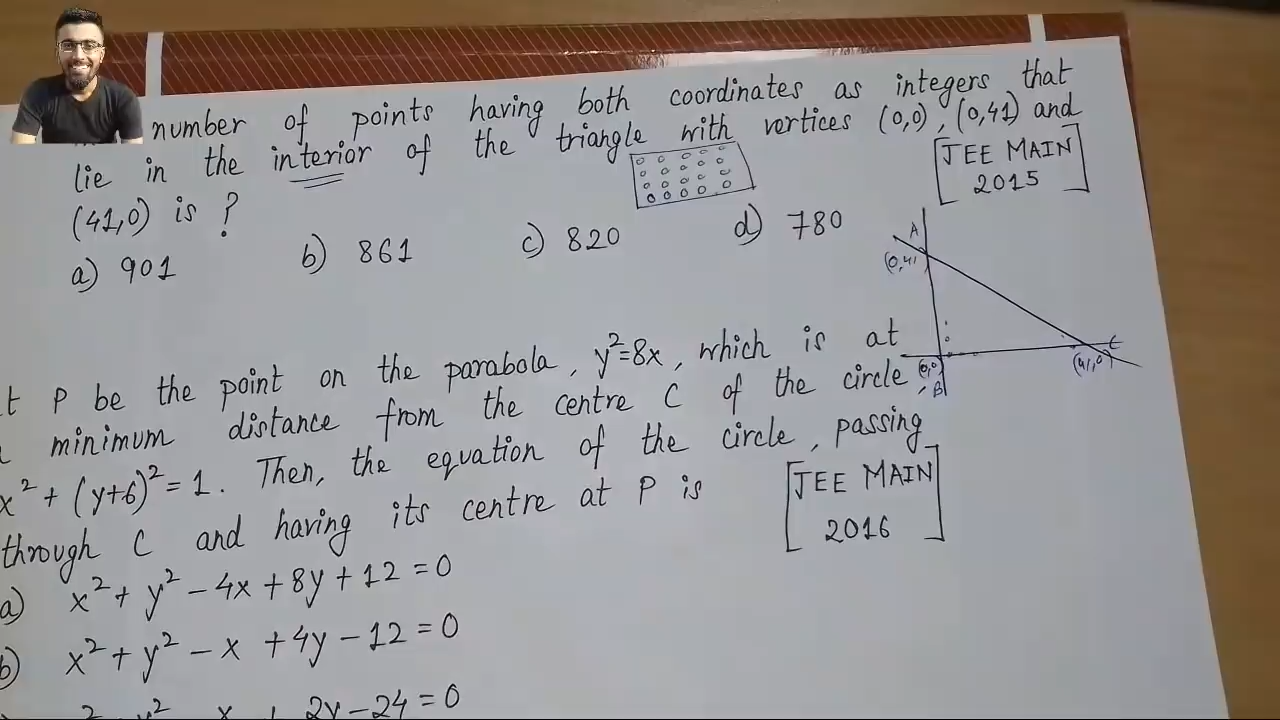 number of points having both coordinates as integers that
lie in the interior of the triangle with vertices (0,0), (0,41) and
(41,0) is ?
[JEE MAIN
2015]
a) 901
b) 861
c) 820
d) 780
A
(0,41
(0,0)
B
C
(41,0)
t P be the point on the parabola, y²=8x, which is at
minimum distance from the centre C of the circle,
x² + (y+6)² = 1. Then, the equation of the circle, passing
through C and having its centre at P is
[JEE MAIN
2016]
a) x² + y² - 4x + 8y + 12 = 0
b) x² + y² - x + 4y - 12 = 0
2y - 24 = 0